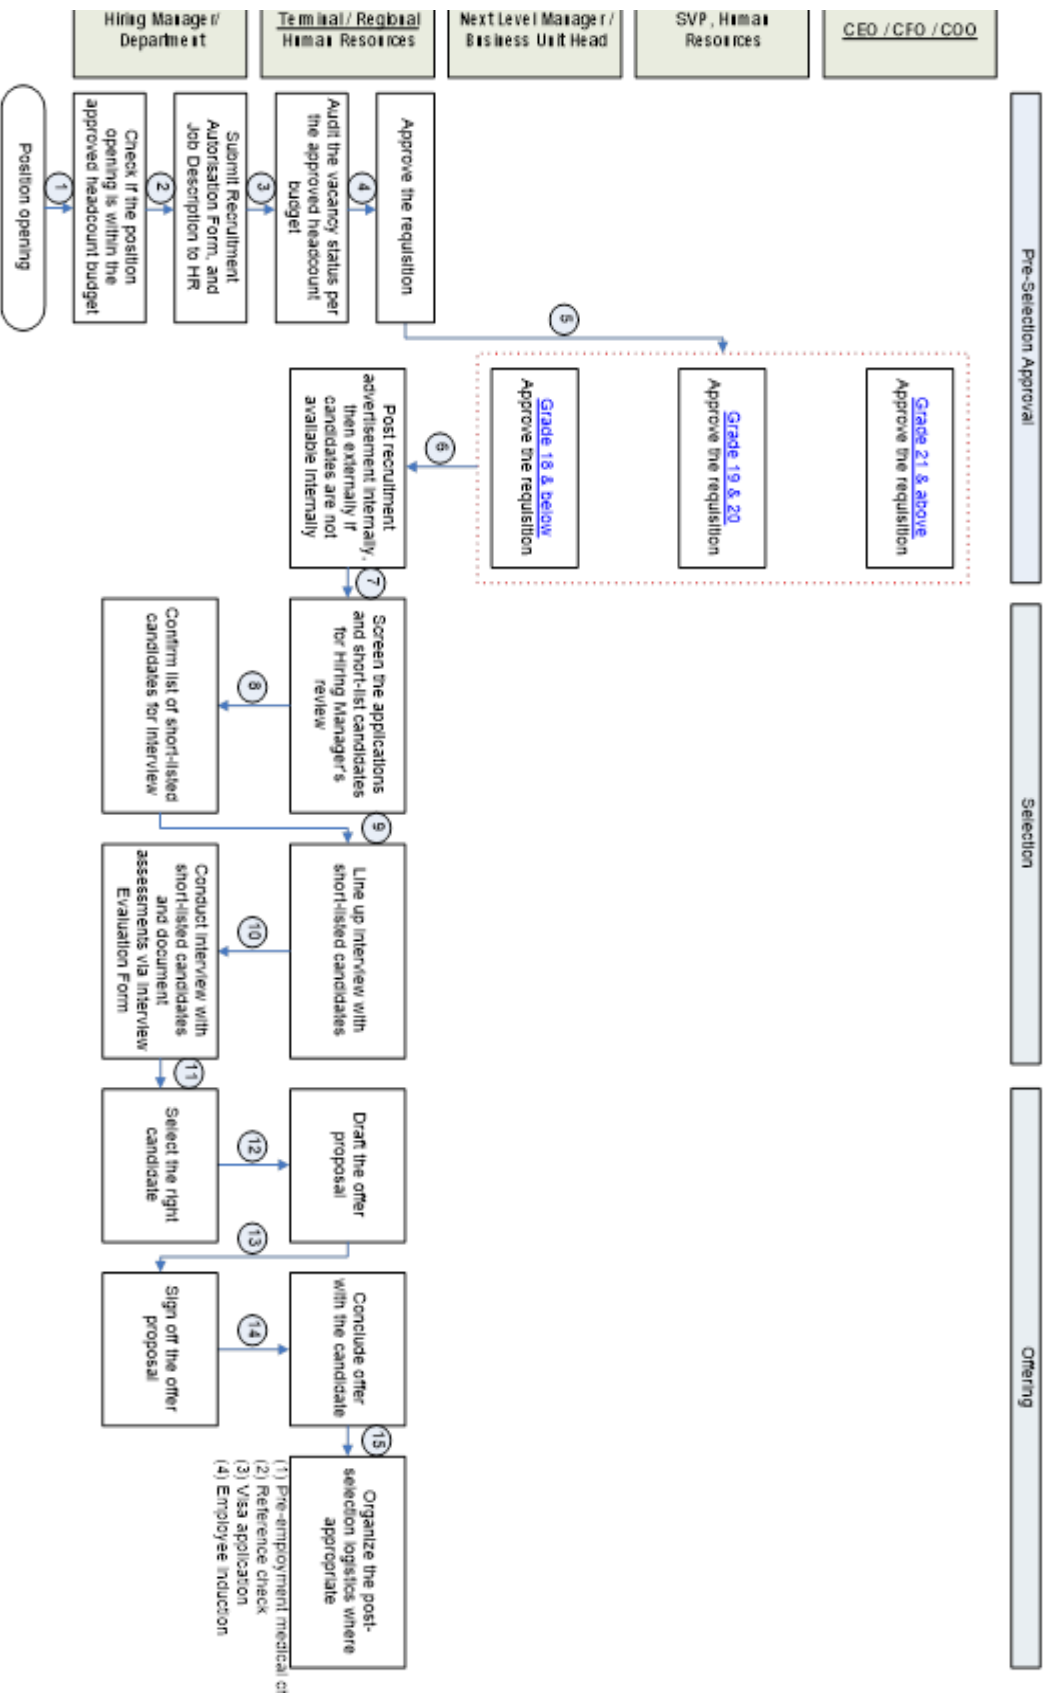 Hiring Manager/
Department
Terminal / Regional
Human Resources
Next Level Manager /
Business Unit Head
SVP, Human
Resources
CEO / CFO / COO
Pre-Selection Approval
Selection
Offering
Position opening
1
Check if the position
opening is within the
approved headcount budget
2
Submit Recruitment
Autorisation Form, and
Job Description to HR
3
Audit the vacancy status per
the approved headcount
budget
4
Approve the requisition
5
Grade 18 & below
Approve the requisition
Grade 19 & 20
Approve the requisition
Grade 21 & above
Approve the requisition
6
Post recruitment
advertisement internally,
then externally if
candidates are not
available internally
7
Screen the applications
and short-list candidates
for Hiring Manager's
review
8
Confirm list of short-listed
candidates for interview
9
Line up interview with
short-listed candidates
10
Conduct interview with
short-listed candidates
and document
assessments via Interview
Evaluation Form
11
Select the right
candidate
12
Draft the offer
proposal
13
Sign off the offer
proposal
14
Conclude offer
with the candidate
15
Organize the post-
selection logistics where
appropriate
(1) Pre-employment medical
(2) Reference check
(3) Visa application
(4) Employee induction